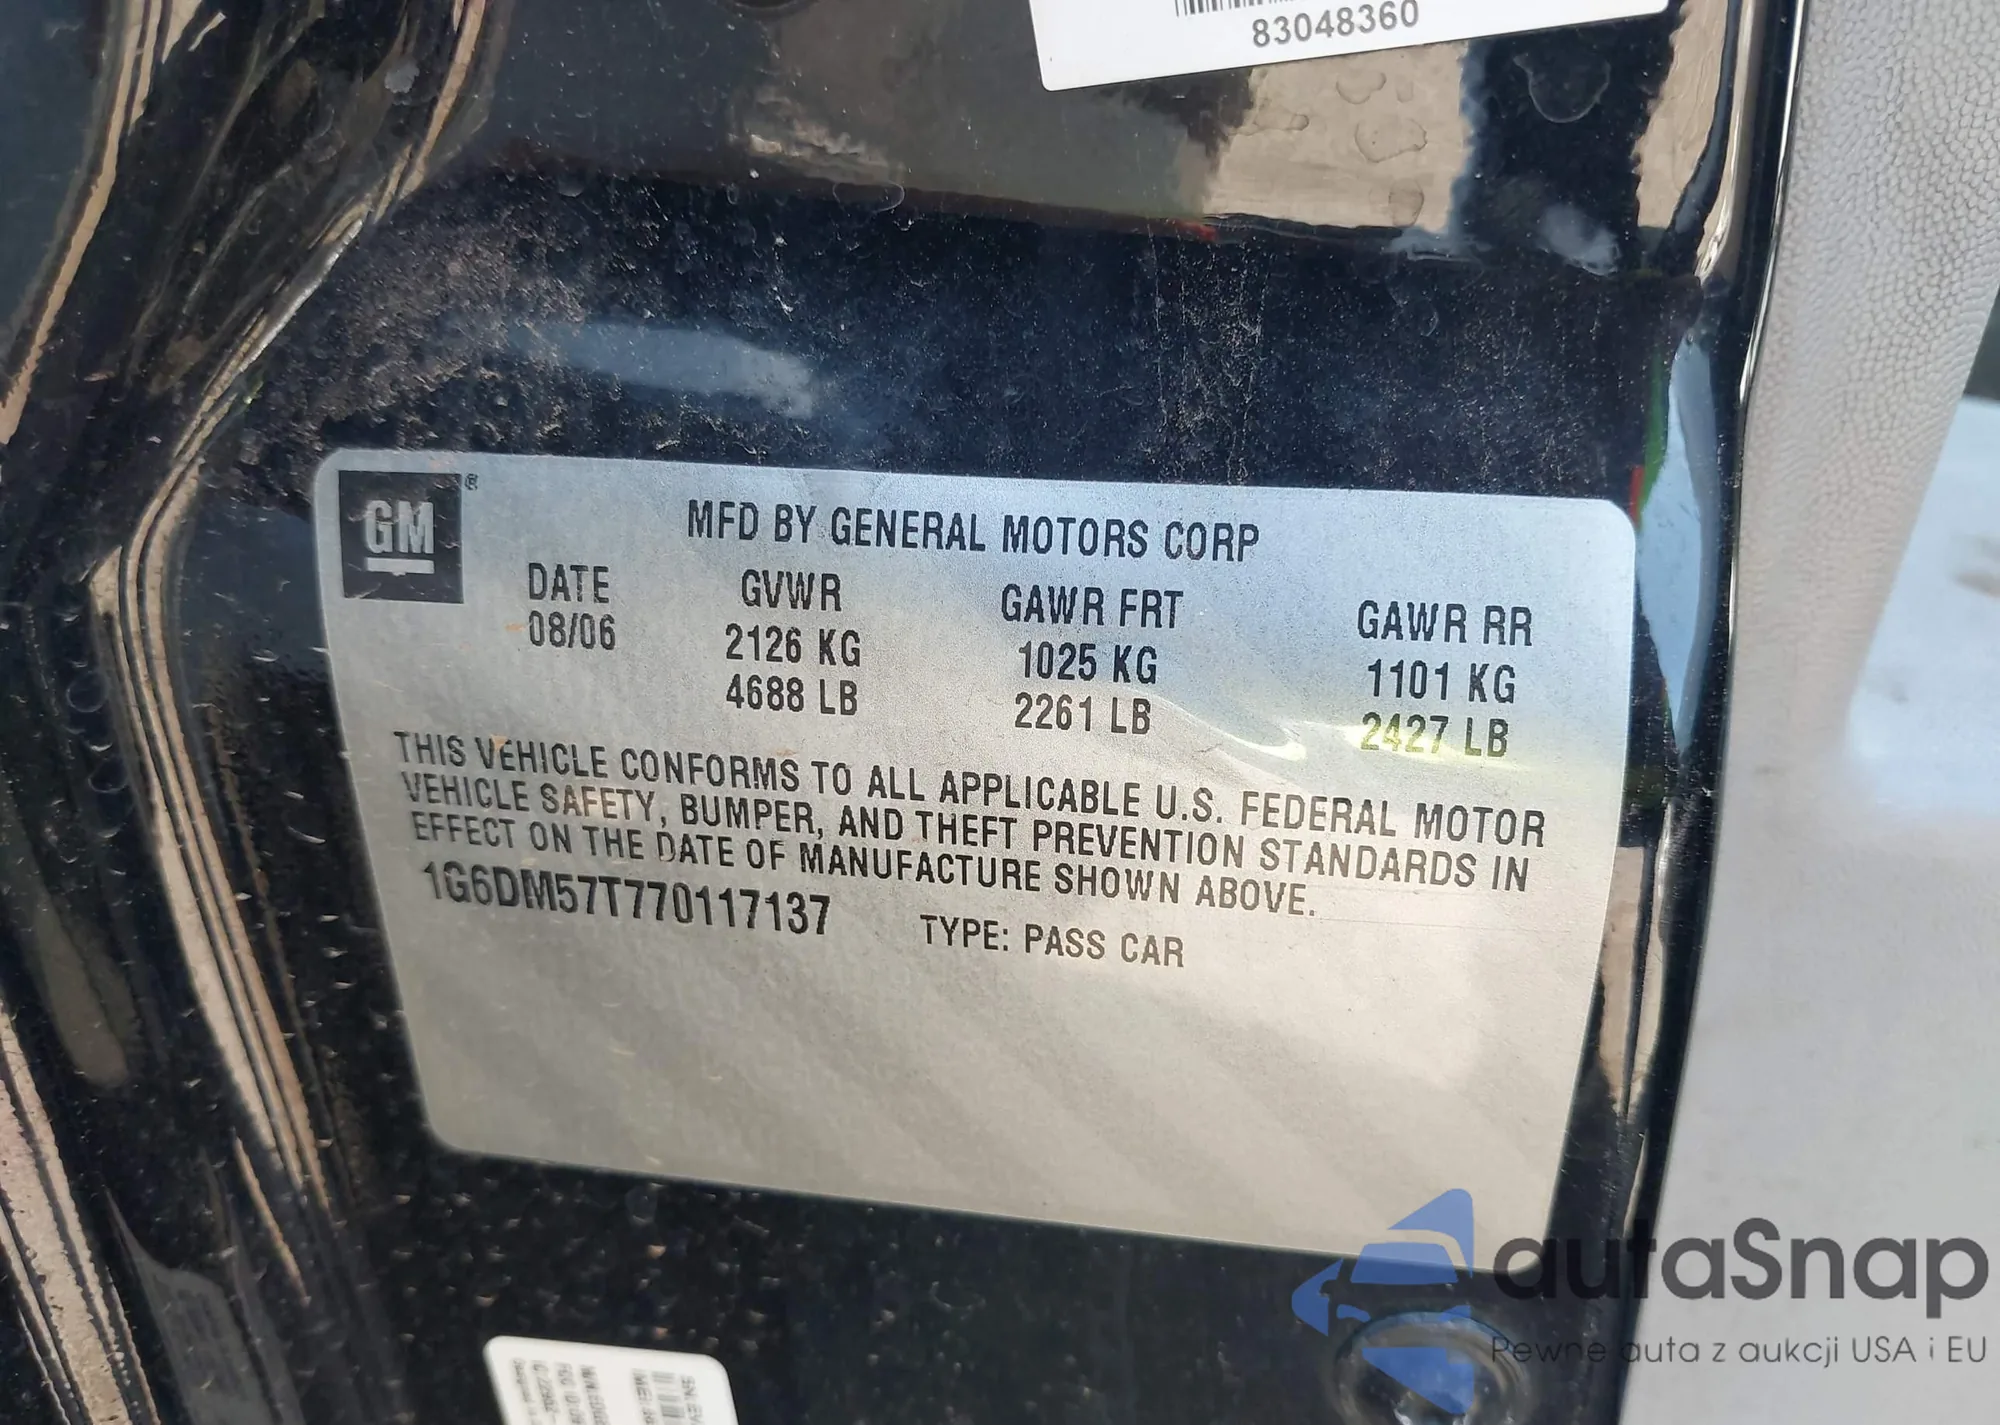 83048360
GM ®
MFD BY GENERAL MOTORS CORP
DATE GVWR GAWR FRT GAWR RR
08/06 2126 KG 1025 KG 1101 KG
4688 LB 2261 LB 2427 LB
THIS VEHICLE CONFORMS TO ALL APPLICABLE U.S. FEDERAL MOTOR
VEHICLE SAFETY, BUMPER, AND THEFT PREVENTION STANDARDS IN
EFFECT ON THE DATE OF MANUFACTURE SHOWN ABOVE.
1G6DM57T770117137 TYPE: PASS CAR
autaSnap
Pewne auta z aukcji USA i EU